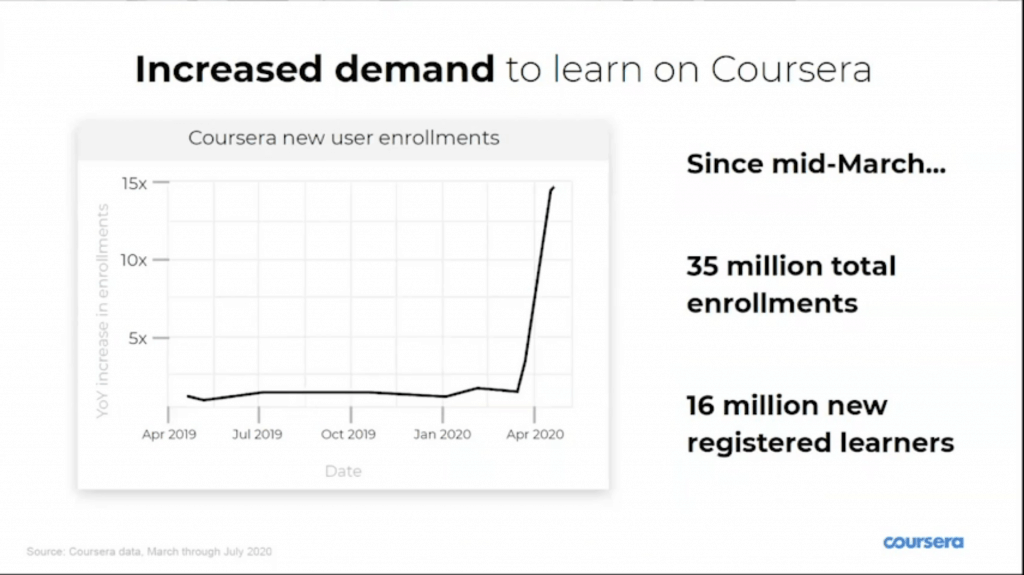 Increased demand to learn on Coursera
Coursera new user enrollments
Since mid-March...
15x
10x
5x
YoY increase in enrollments
35 million total
enrollments
16 million new
registered learners
Apr 2019 Jul 2019 Oct 2019 Jan 2020 Apr 2020
Date
Source: Coursera data, March through July 2020
coursera